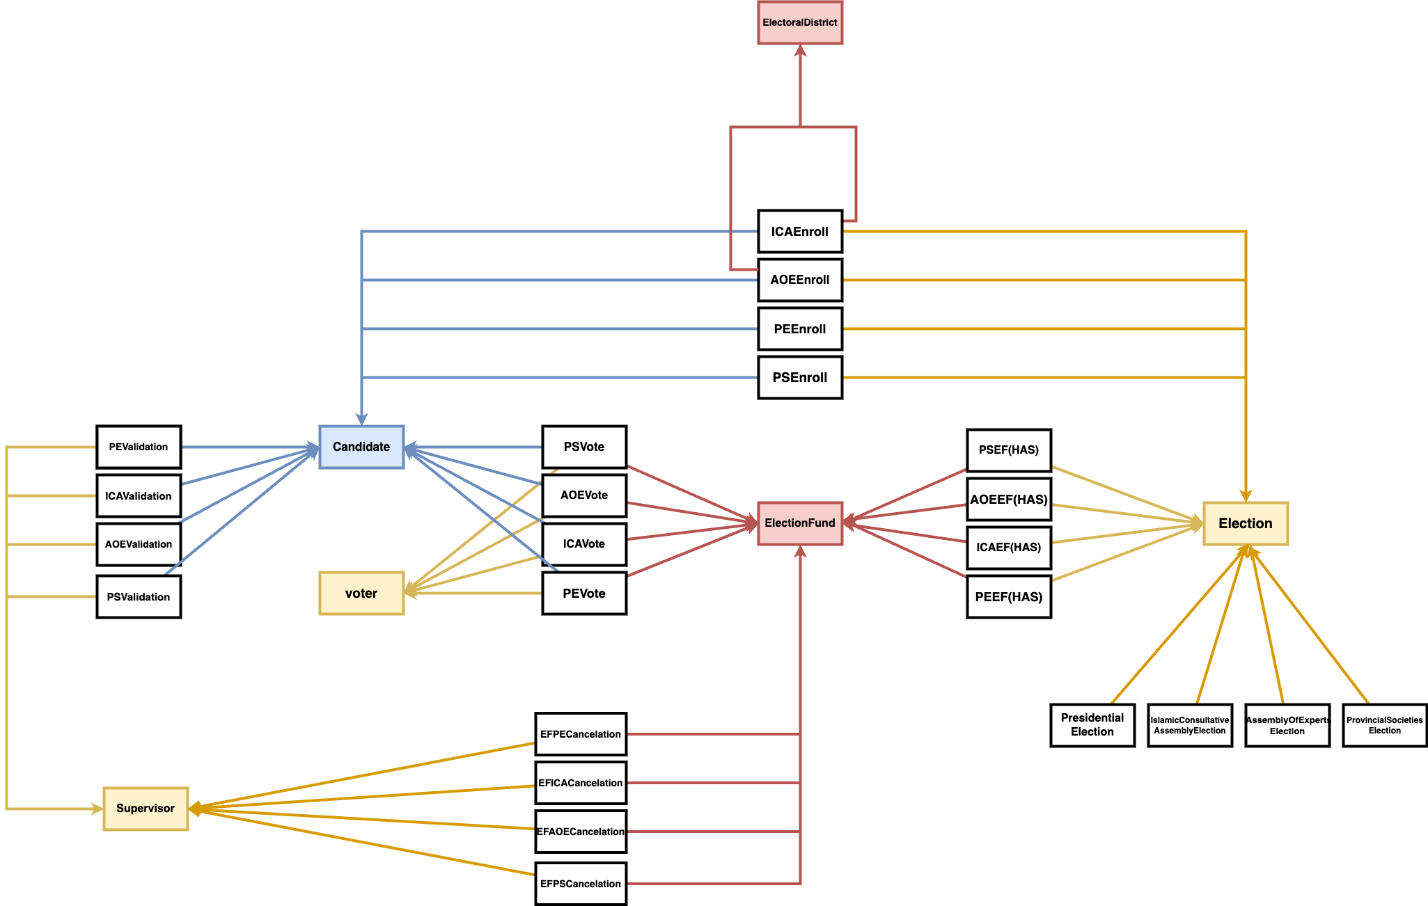 ElectoralDistrict
ICAEnroll
AOEEnroll
PEEnroll
PSEnroll
PEValidation
ICAValidation
AOEValidation
PSValidation
Candidate
voter
PSVote
AOEVote
ICAVote
PEVote
ElectionFund
PSEF(HAS)
AOEEF(HAS)
ICAEF(HAS)
PEEF(HAS)
Election
Presidential
Election
IslamicConsultative
AssemblyElection
AssemblyOfExperts
Election
ProvincialSocieties
Election
EFPECancelation
EFICACancelation
EFAOECancelation
EFPSCancelation
Supervisor